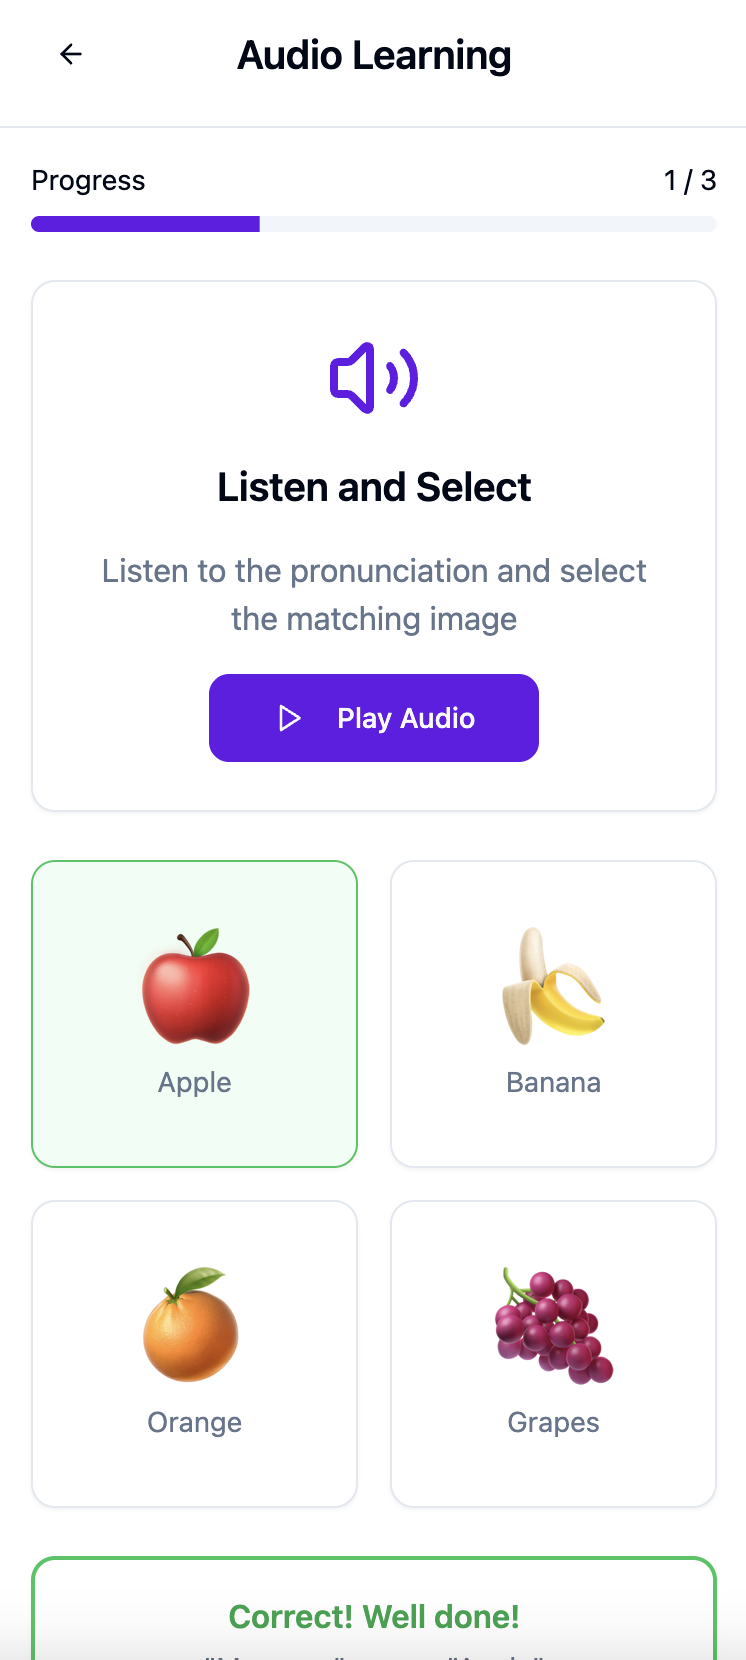 Audio Learning
Progress
1 / 3
Listen and Select
Listen to the pronunciation and select
the matching image
Play Audio
Apple
Banana
Orange
Grapes
Correct! Well done!